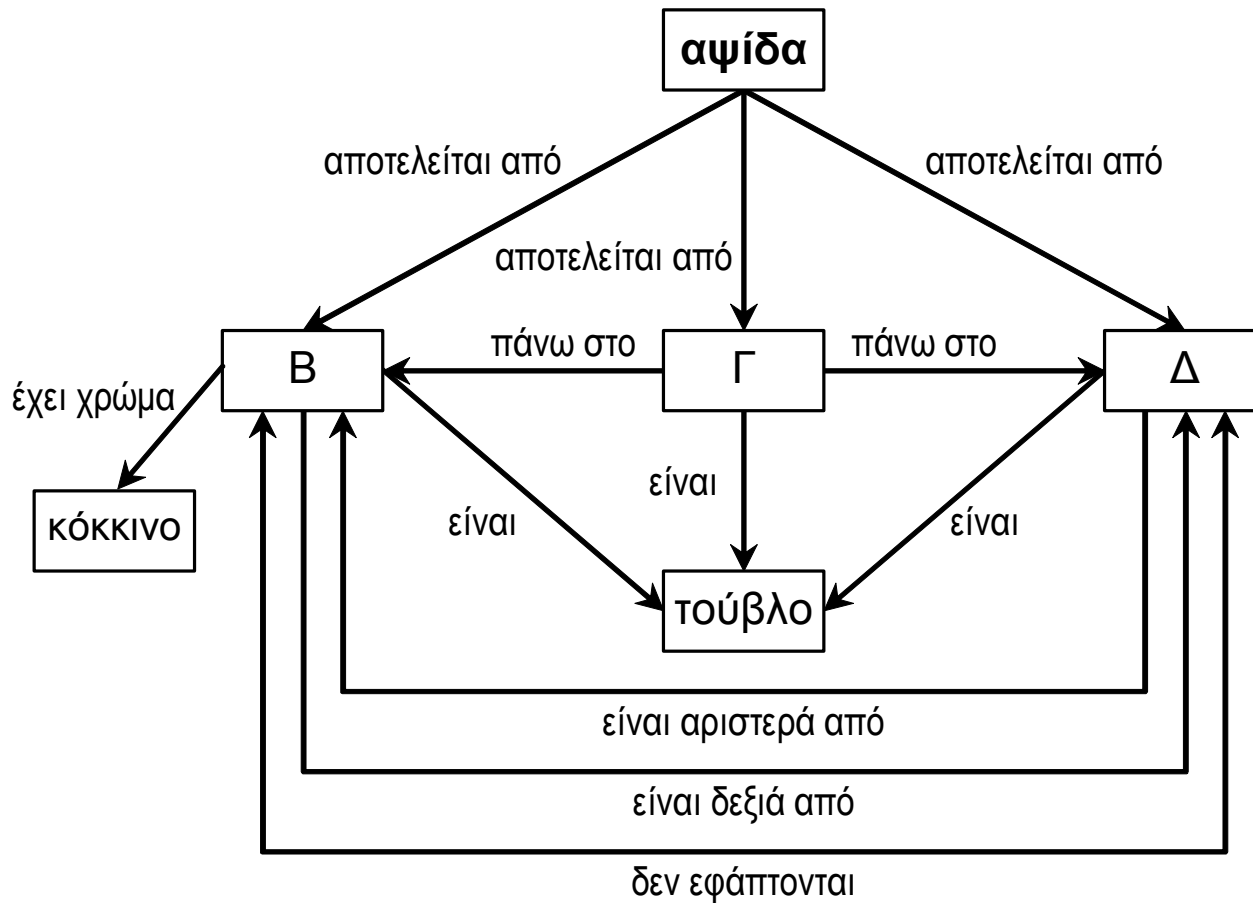 αψίδα
αποτελείται από
αποτελείται από
αποτελείται από
Β
πάνω στο
Γ
πάνω στο
Δ
έχει χρώμα
κόκκινο
είναι
είναι
είναι
τούβλο
είναι αριστερά από
είναι δεξιά από
δεν εφάπτονται